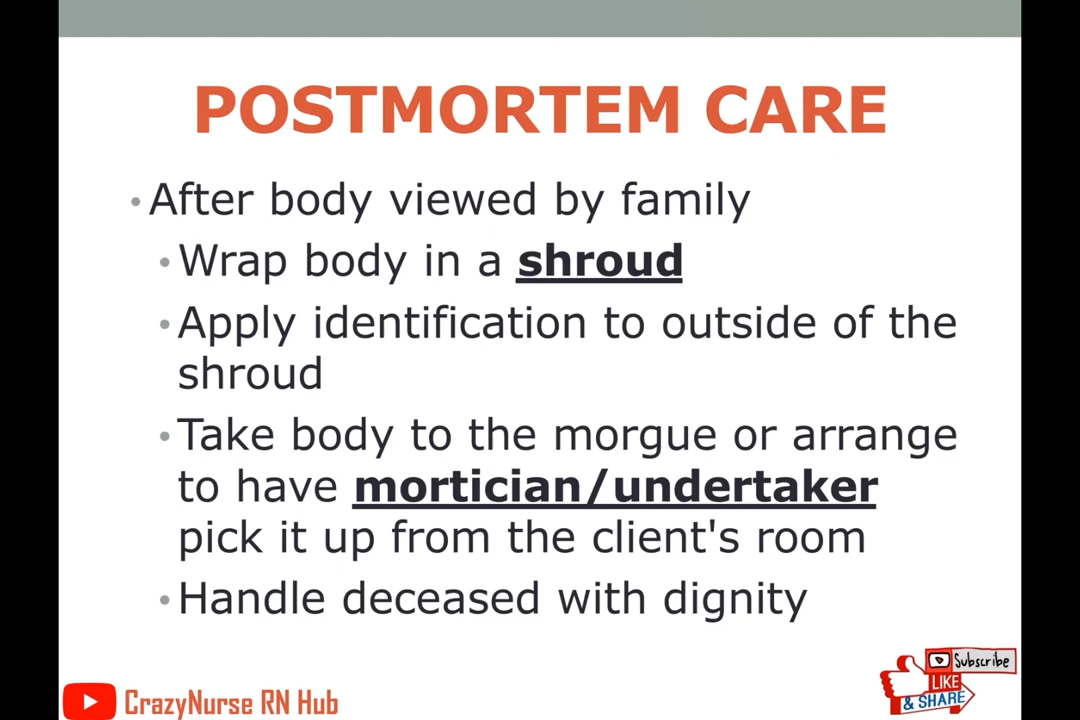 POSTMORTEM CARE
• After body viewed by family
• Wrap body in a shroud
• Apply identification to outside of the
shroud
• Take body to the morgue or arrange
to have mortician/undertaker
pick it up from the client's room
• Handle deceased with dignity
Subscribe
LIKE
& SHARE
CrazyNurse RN Hub